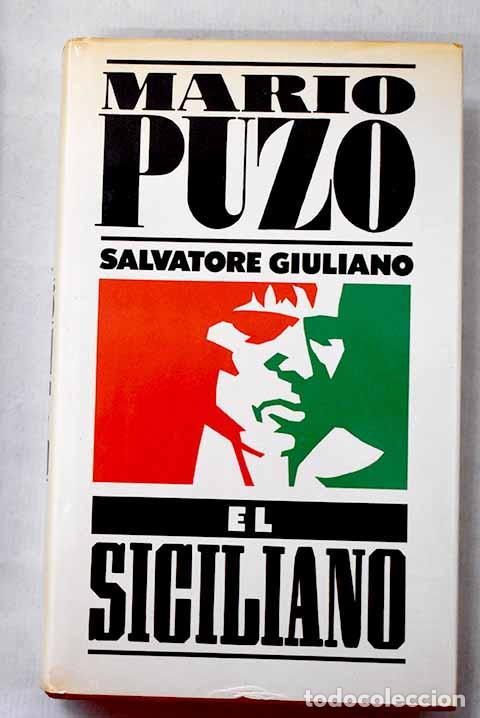 MARIO
PUZO
SALVATORE GIULIANO
EL
SICILIANO
todocoleccion